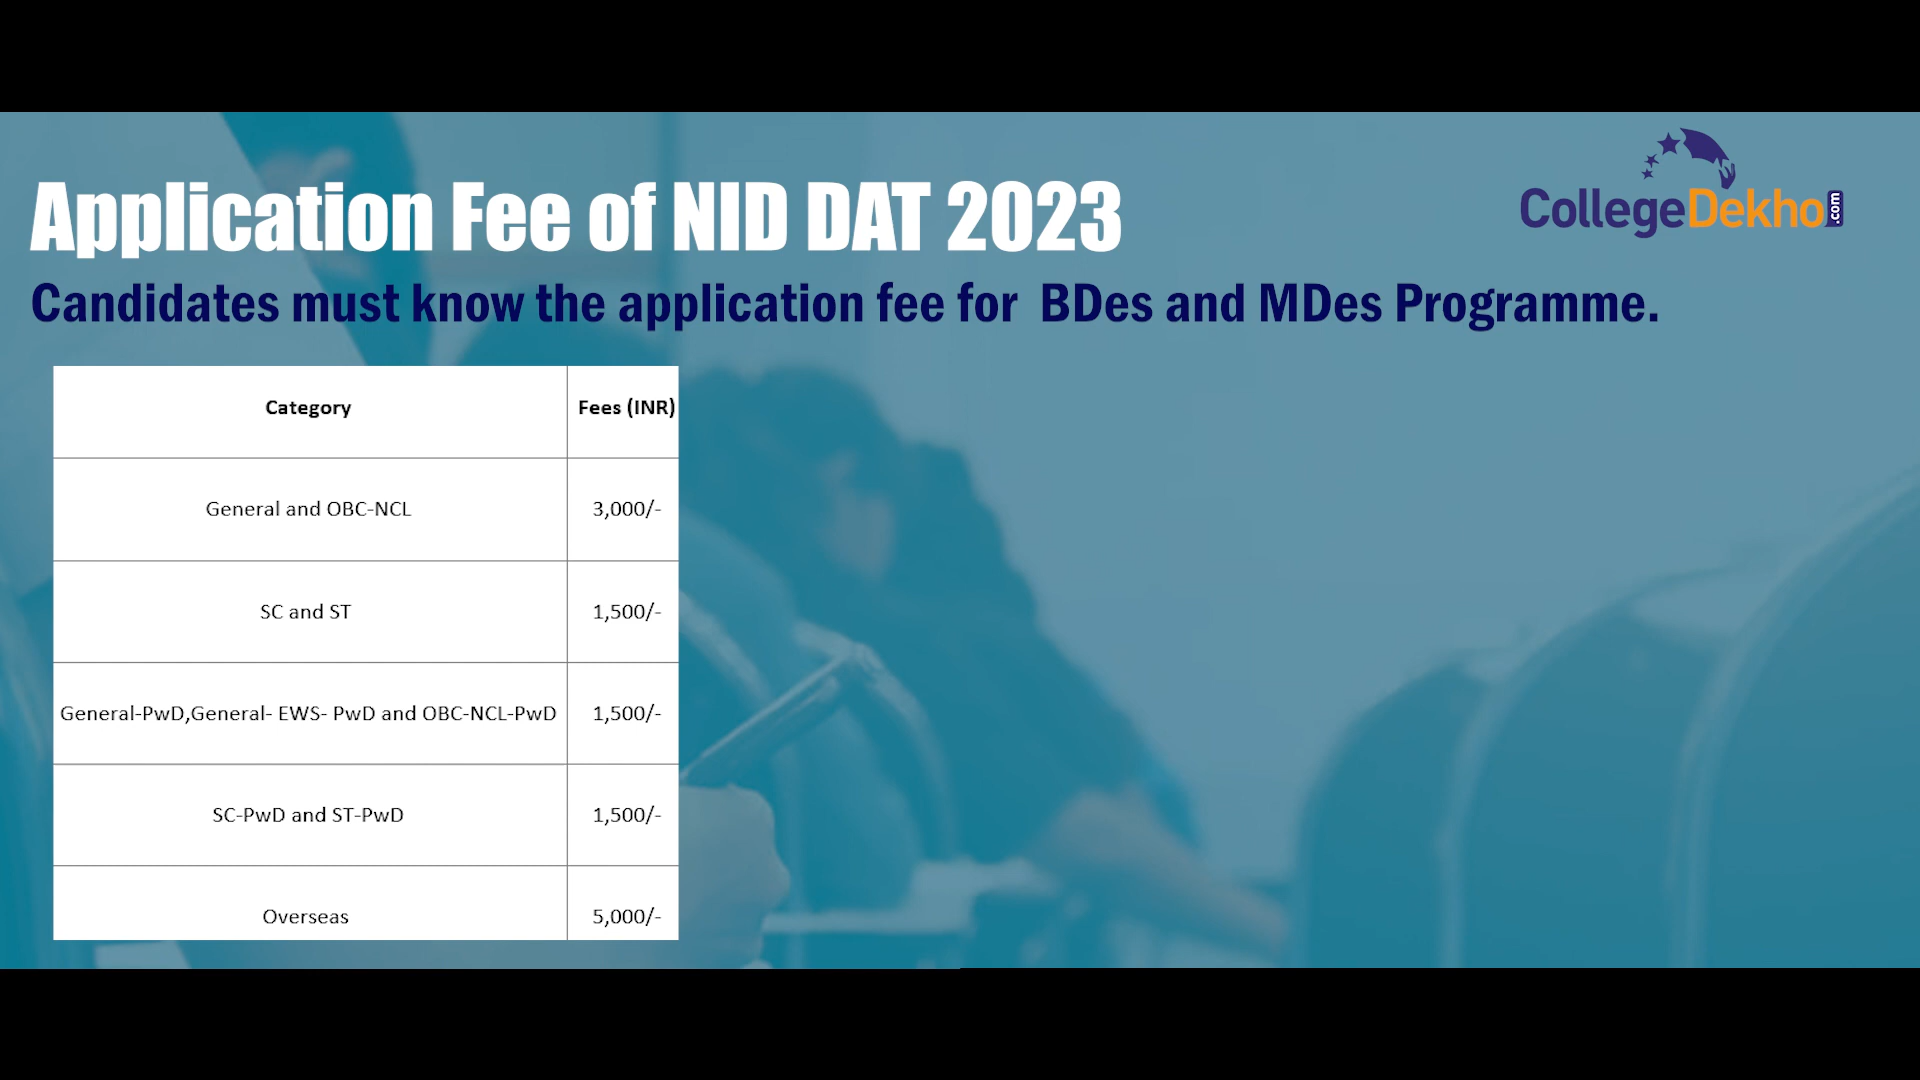 CollegeDekho.com
Application Fee of NID DAT 2023
Candidates must know the application fee for BDes and MDes Programme.
Category Fees (INR)
General and OBC-NCL 3,000/-
SC and ST 1,500/-
General-PwD,General- EWS- PwD and OBC-NCL-PwD 1,500/-
SC-PwD and ST-PwD 1,500/-
Overseas 5,000/-